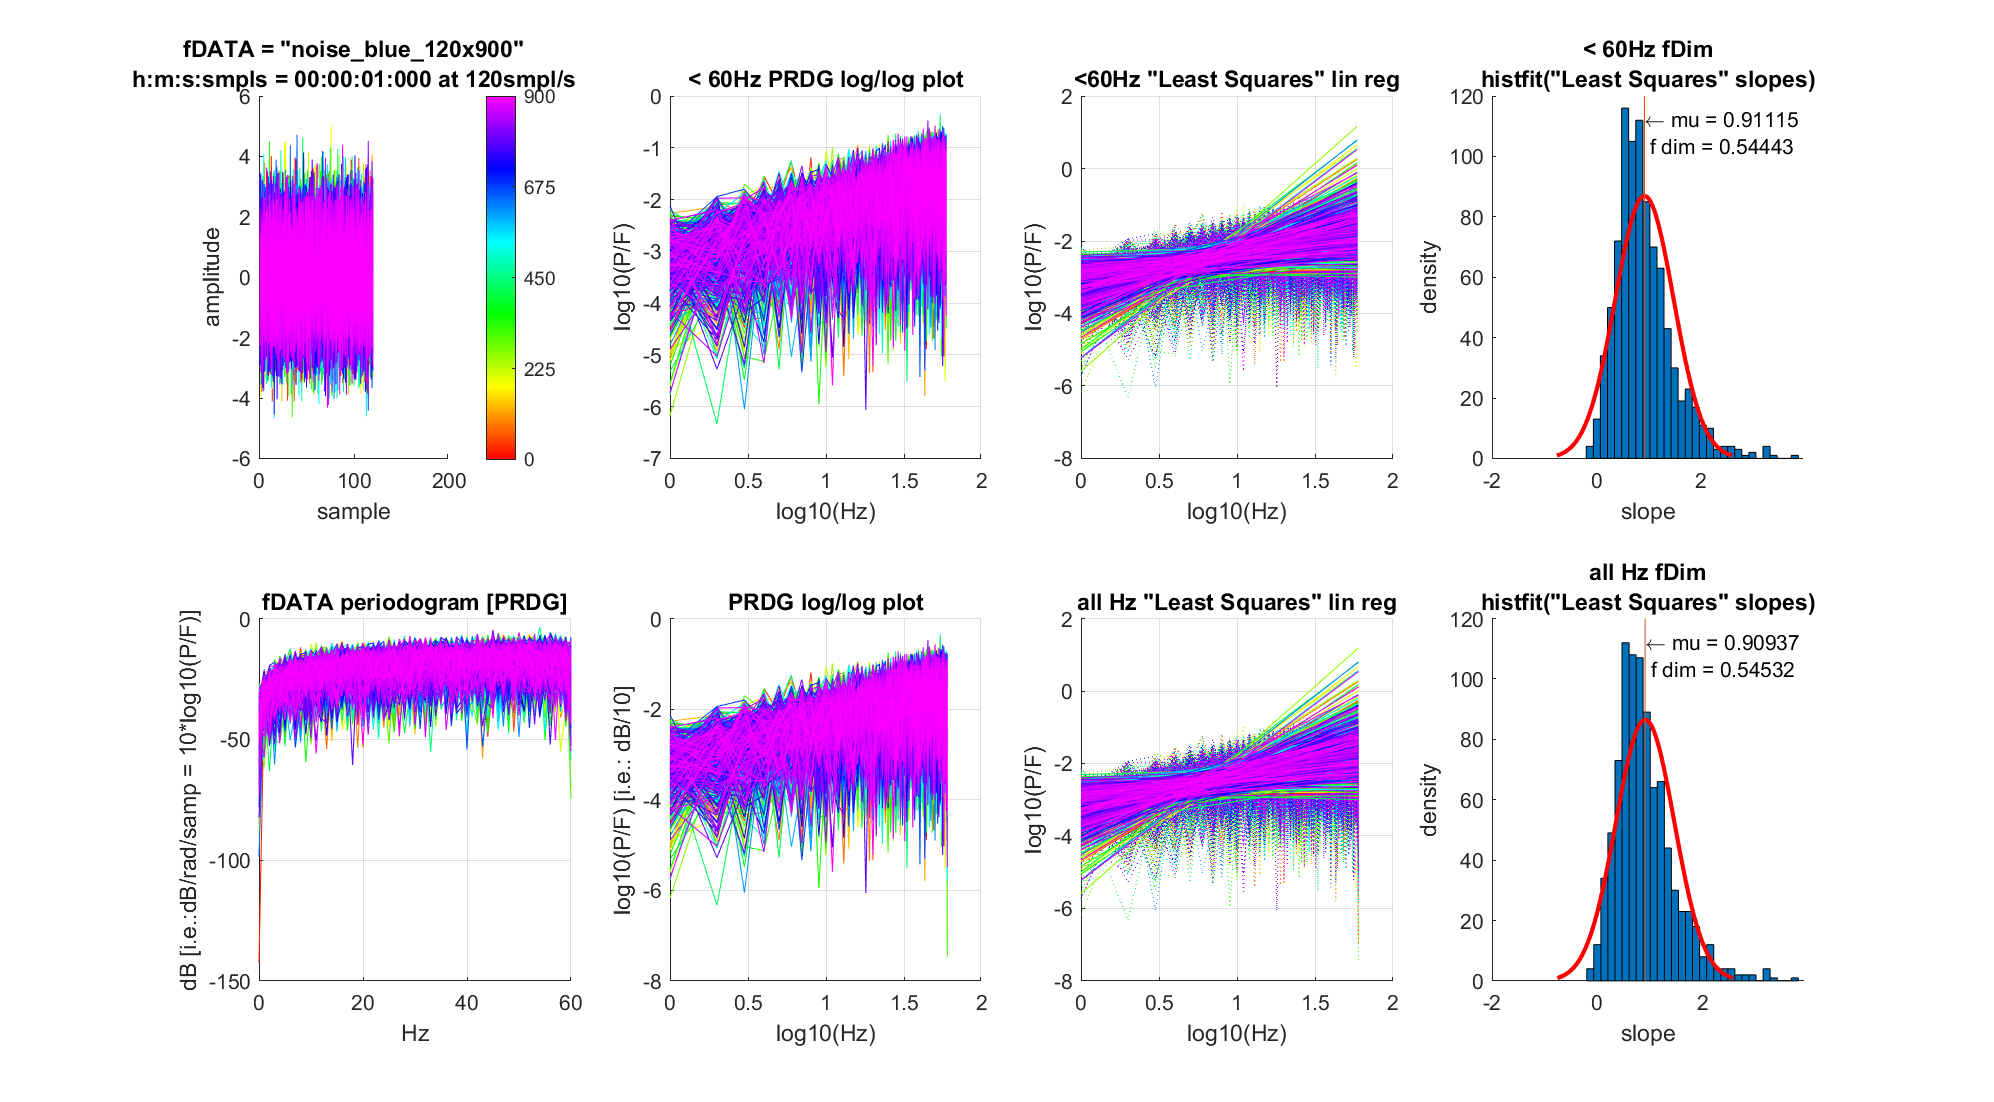 fDATA = "noise_blue_120x900"
h:m:s:smpls = 00:00:01:000 at 120smpl/s
6
4
2
0
-2
-4
-6
amplitude
0
100
200
sample
900
675
450
225
0
< 60Hz PRDG log/log plot
0
-1
-2
-3
-4
-5
-6
-7
log10(P/F)
0
0.5
1
1.5
2
log10(Hz)
<60Hz "Least Squares" lin reg
2
0
-2
-4
-6
-8
log10(P/F)
0
0.5
1
1.5
2
log10(Hz)
< 60Hz fDim
histfit("Least Squares" slopes)
← mu = 0.91115
f dim = 0.54443
120
100
80
60
40
20
0
density
-2
0
2
slope
fDATA periodogram [PRDG]
0
-50
-100
-150
dB [i.e.:dB/rad/samp = 10*log10(P/F)]
0
20
40
60
Hz
PRDG log/log plot
0
-2
-4
-6
-8
log10(P/F) [i.e.: dB/10]
0
0.5
1
1.5
2
log10(Hz)
all Hz "Least Squares" lin reg
2
0
-2
-4
-6
-8
log10(P/F)
0
0.5
1
1.5
2
log10(Hz)
all Hz fDim
histfit("Least Squares" slopes)
← mu = 0.90937
f dim = 0.54532
120
100
80
60
40
20
0
density
-2
0
2
slope